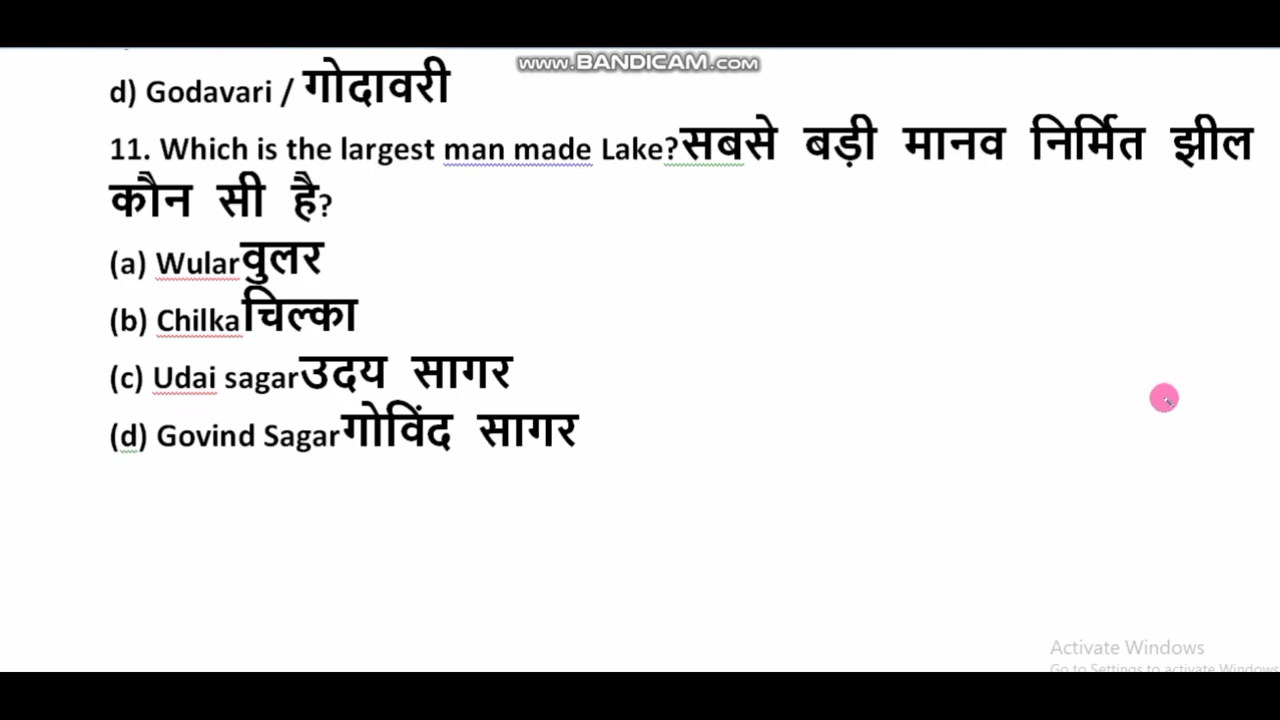 www.BANDICAM.com
d) Godavari / गोदावरी
11. Which is the largest man made Lake?सबसे बड़ी मानव निर्मित झील
कौन सी है?
(a) Wularवुलर
(b) Chilkaचिल्का
(c) Udai sagarउदय सागर
(d) Govind Sagarगोविंद सागर
Activate Windows
Go to Settings to activate Windows